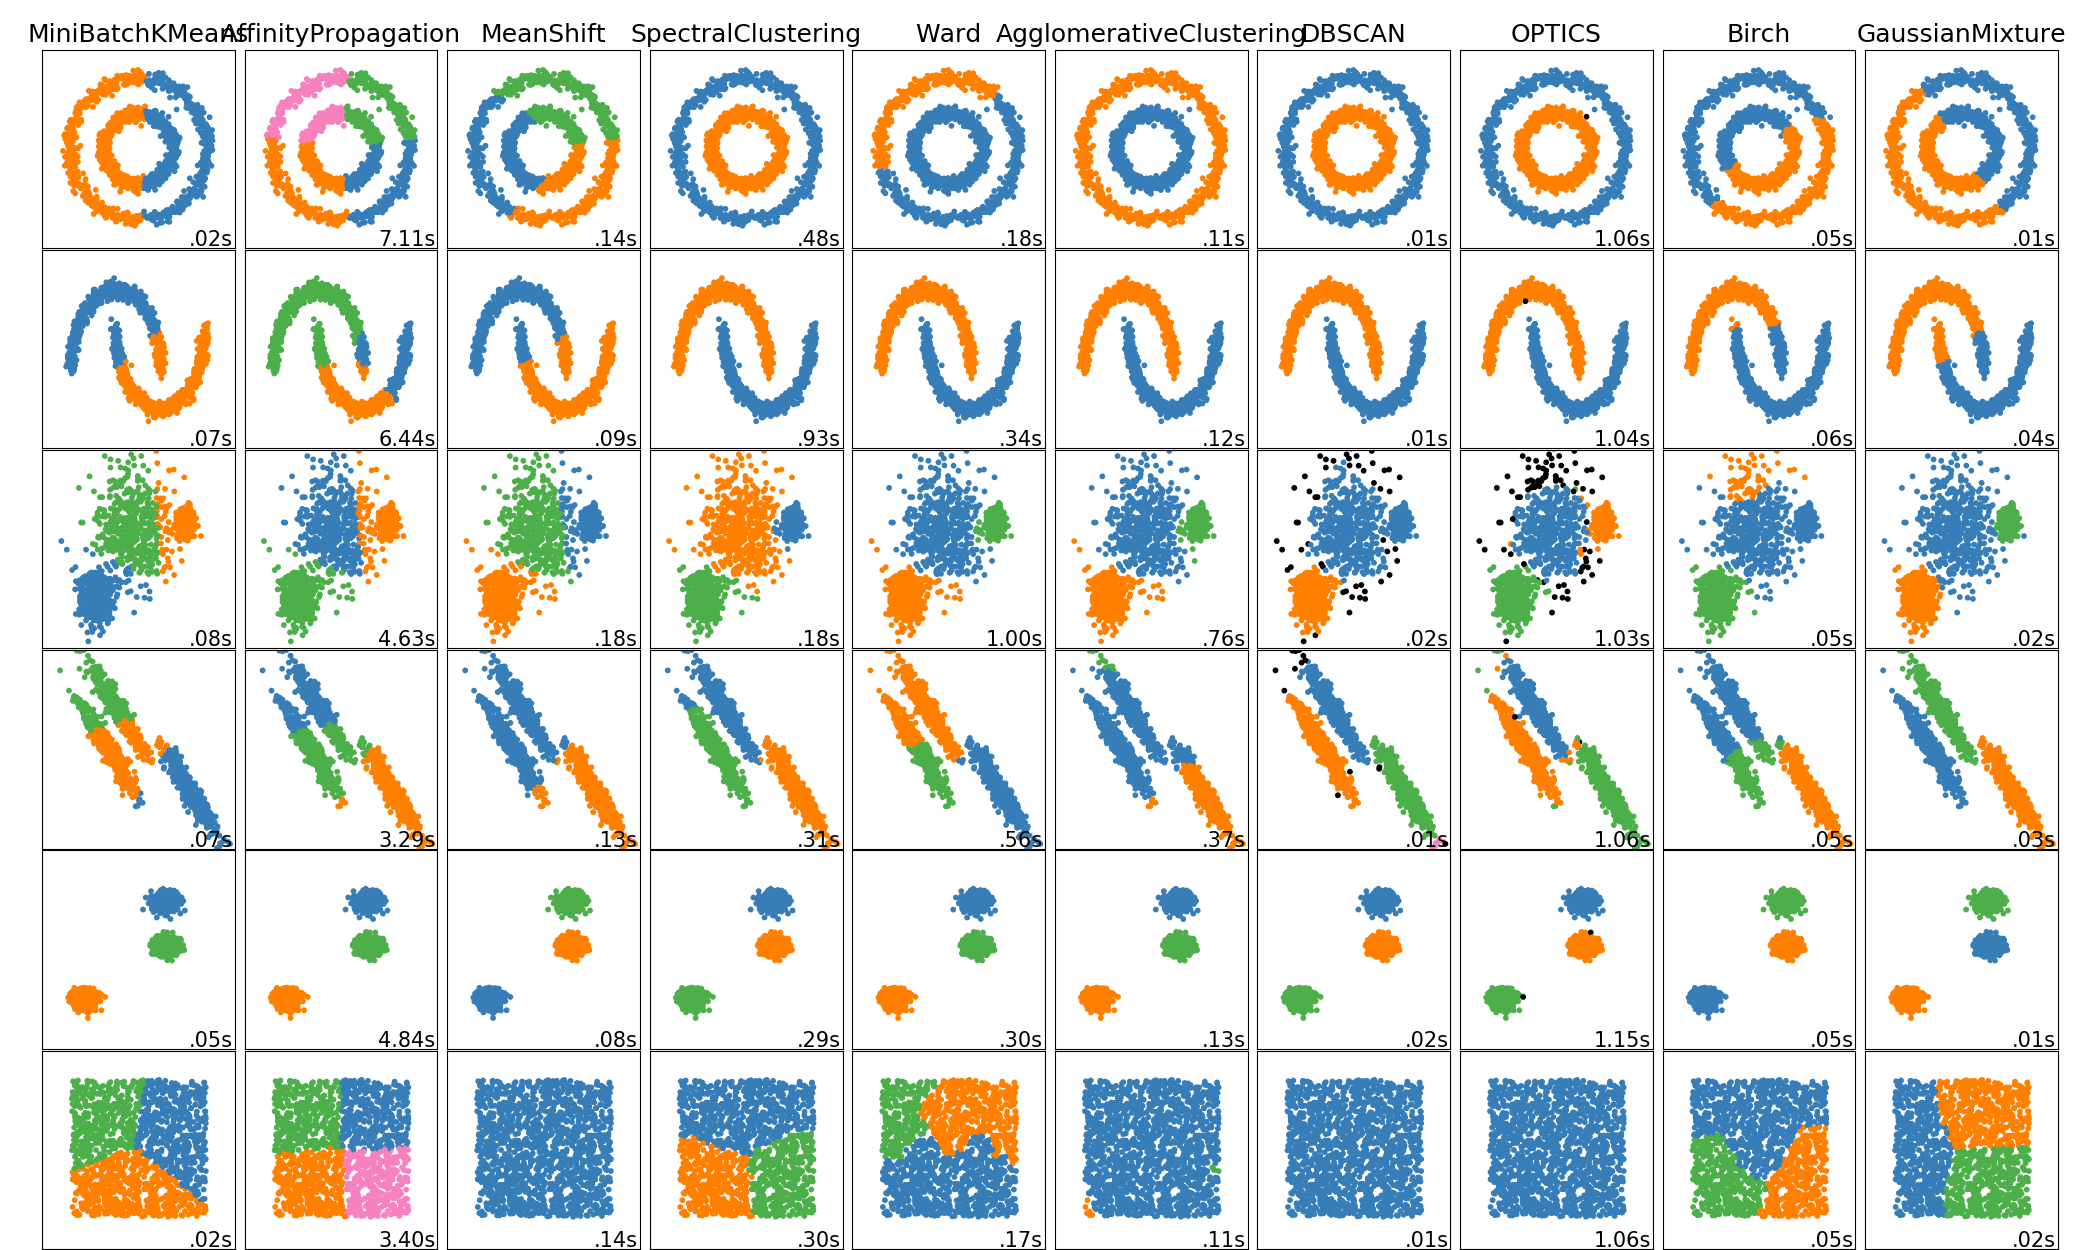 MiniBatchKMeans AffinityPropagation MeanShift SpectralClustering Ward AgglomerativeClustering DBSCAN OPTICS Birch GaussianMixture
.02s 7.11s .14s .48s .18s .11s .01s 1.06s .05s .01s
.07s 6.44s .09s .93s .34s .12s .01s 1.04s .06s .04s
.08s 4.63s .18s .18s 1.00s .76s .02s 1.03s .05s .02s
.07s 3.29s .13s .31s .56s .37s .01s 1.06s .05s .03s
.05s 4.84s .08s .29s .30s .13s .02s 1.15s .05s .01s
.02s 3.40s .14s .30s .17s .11s .01s 1.06s .05s .02s